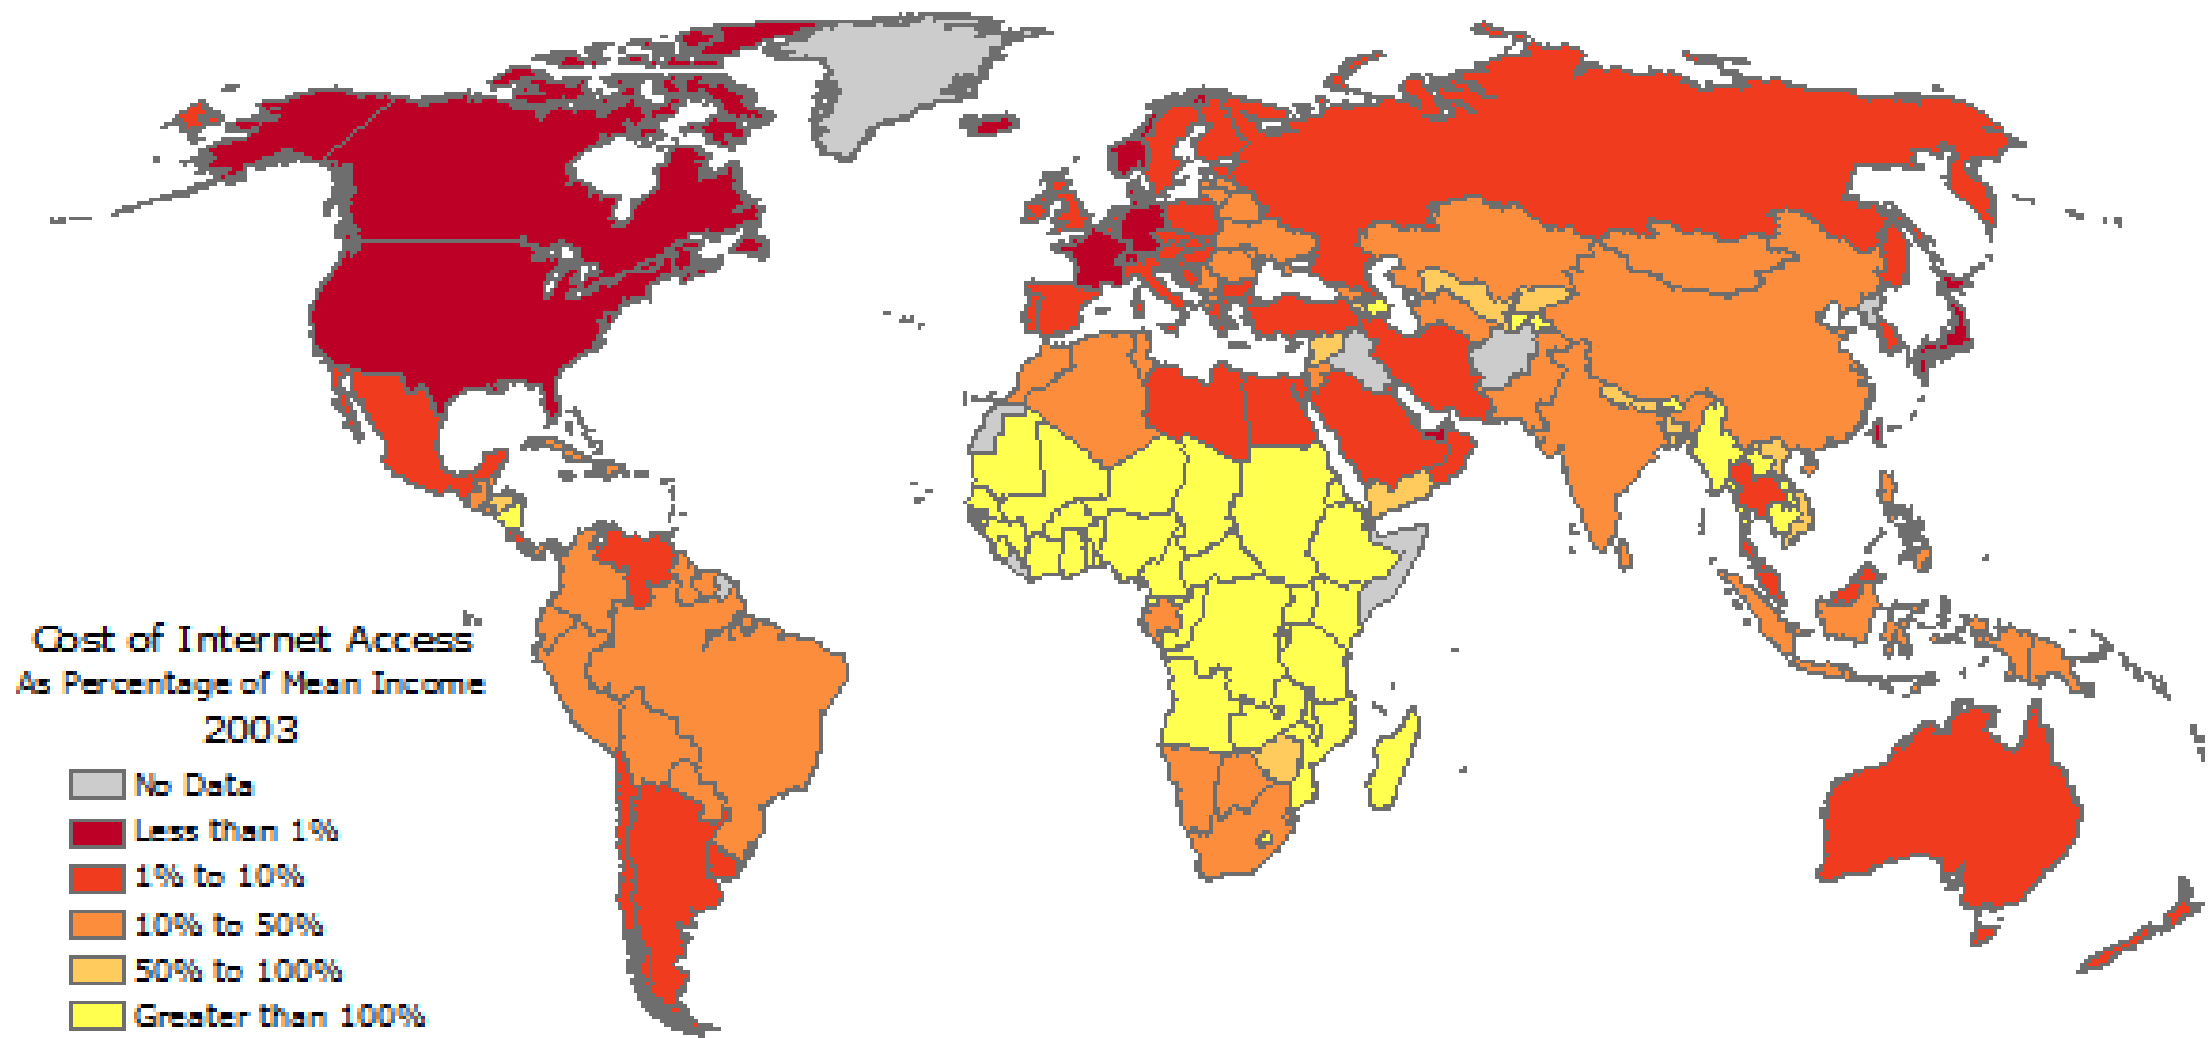 Cost of Internet Access
As Percentage of Mean Income
2003
No Data
Less than 1%
1% to 10%
10% to 50%
50% to 100%
Greater than 100%